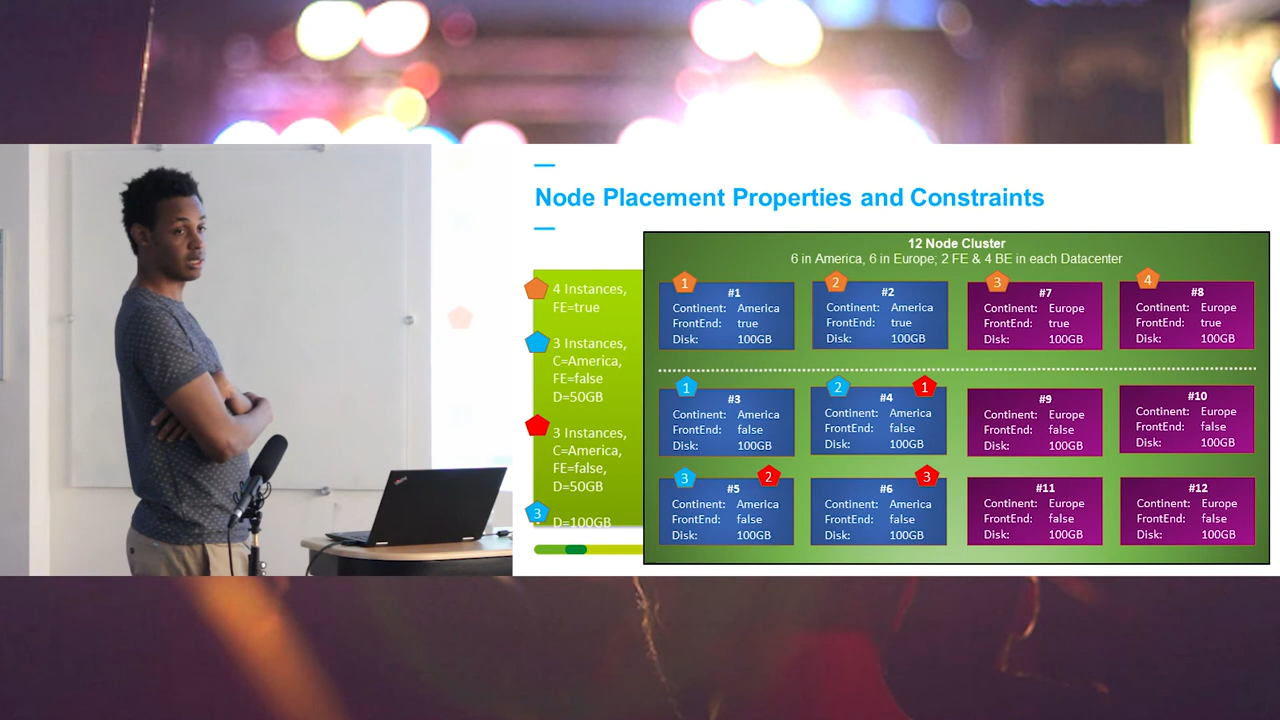 Node Placement Properties and Constraints
4 Instances,
FE=true
3 Instances,
C=America,
FE=false
D=50GB
3 Instances,
C=America,
FE=false,
D=50GB
3
D=100GB
12 Node Cluster
6 in America, 6 in Europe; 2 FE & 4 BE in each Datacenter
1
#1
Continent: America
FrontEnd: true
Disk: 100GB
2
#2
Continent: America
FrontEnd: true
Disk: 100GB
3
#7
Continent: Europe
FrontEnd: true
Disk: 100GB
4
#8
Continent: Europe
FrontEnd: true
Disk: 100GB
1
#3
Continent: America
FrontEnd: false
Disk: 100GB
2 1
#4
Continent: America
FrontEnd: false
Disk: 100GB
#9
Continent: Europe
FrontEnd: false
Disk: 100GB
#10
Continent: Europe
FrontEnd: false
Disk: 100GB
3 2
#5
Continent: America
FrontEnd: false
Disk: 100GB
3
#6
Continent: America
FrontEnd: false
Disk: 100GB
#11
Continent: Europe
FrontEnd: false
Disk: 100GB
#12
Continent: Europe
FrontEnd: false
Disk: 100GB